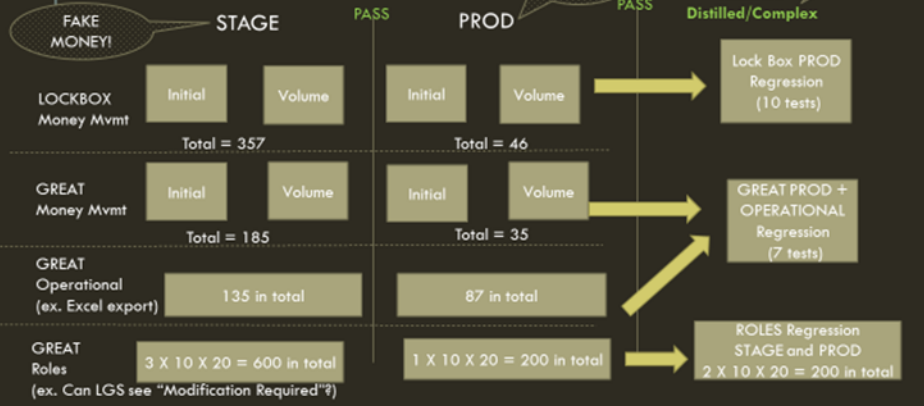 FAKE
MONEY!
STAGE
PASS
PROD
PASS
Distilled/Complex
LOCKBOX
Money Mvmt
Initial
Volume
Total = 357
Initial
Volume
Total = 46
Lock Box PROD
Regression
(10 tests)
GREAT
Money Mvmt
Initial
Volume
Total = 185
Initial
Volume
Total = 35
GREAT PROD +
OPERATIONAL
Regression
(7 tests)
GREAT
Operational
(ex. Excel export)
135 in total
87 in total
GREAT
Roles
(ex. Can LGS see “Modification Required”?)
3 X 10 X 20 = 600 in total
1 X 10 X 20 = 200 in total
ROLES Regression
STAGE and PROD
2 X 10 X 20 = 200 in total